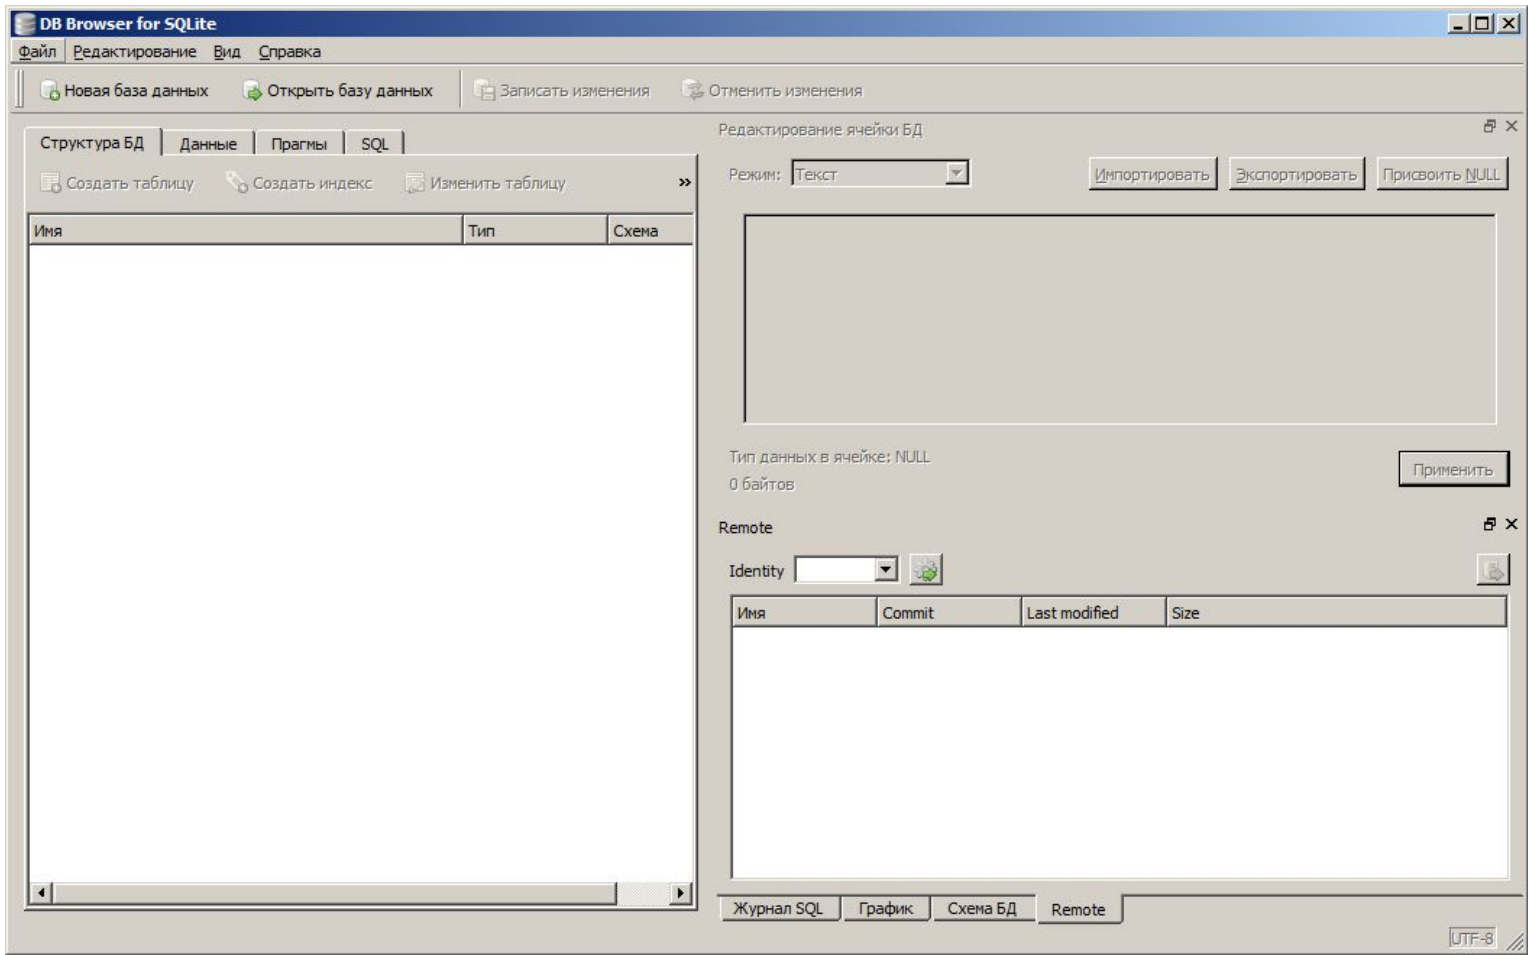 DB Browser for SQLite
Файл Редактирование Вид Справка
Новая база данных Открыть базу данных Записать изменения Отменить изменения
Структура БД Данные Прагмы SQL
Создать таблицу Создать индекс Изменить таблицу »
Имя Тип Схема
Редактирование ячейки БД
Режим: Текст Импортировать Экспортировать Присвоить NULL
Тип данных в ячейке: NULL
0 байтов
Применить
Remote
Identity
Имя Commit Last modified Size
Журнал SQL График Схема БД Remote
UTF-8